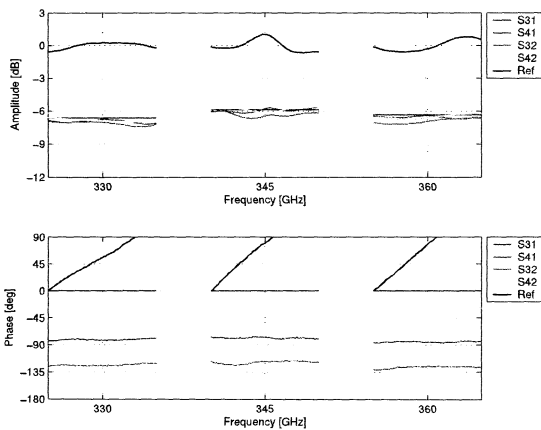 3
0
−3
−6
−9
−12
Amplitude [dB]
330
345
360
Frequency [GHz]
S31
S41
S32
S42
Ref
90
45
0
−45
−90
−135
−180
Phase [deg]
330
345
360
Frequency [GHz]
S31
S41
S32
S42
Ref